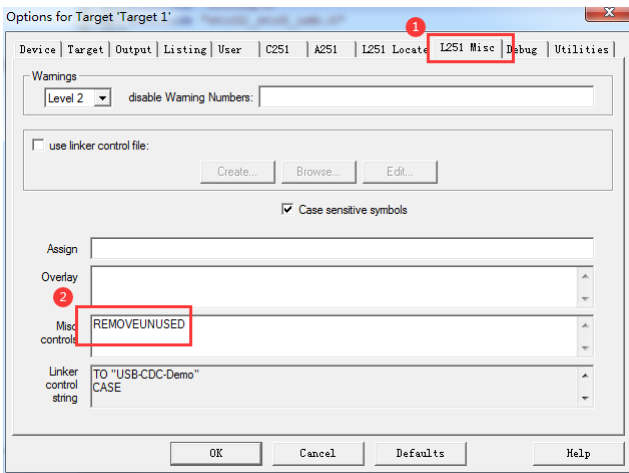 Options for Target 'Target 1'
1
Device | Target | Output | Listing | User | C251 | A251 | L251 Locate | L251 Misc | Debug | Utilities |
Warnings
Level 2 disable Warning Numbers:
use linker control file:
Create... Browse... Edit...
Case sensitive symbols
Assign
Overlay
2
Misc controls
REMOVEUNUSED
Linker control string
TO "USB-CDC-Demo"
CASE
OK Cancel Defaults Help